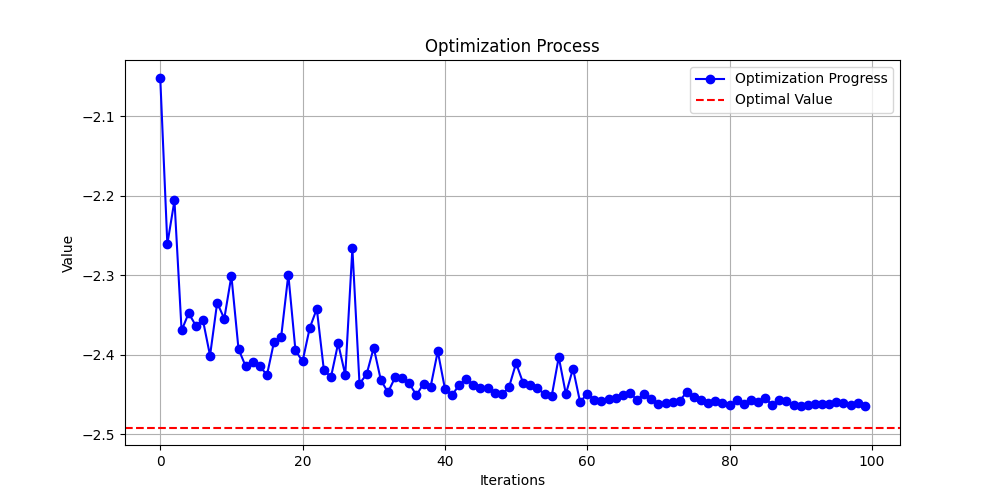 Optimization Process
Optimization Progress
Optimal Value
Value
−2.1
−2.2
−2.3
−2.4
−2.5
0 20 40 60 80 100
Iterations